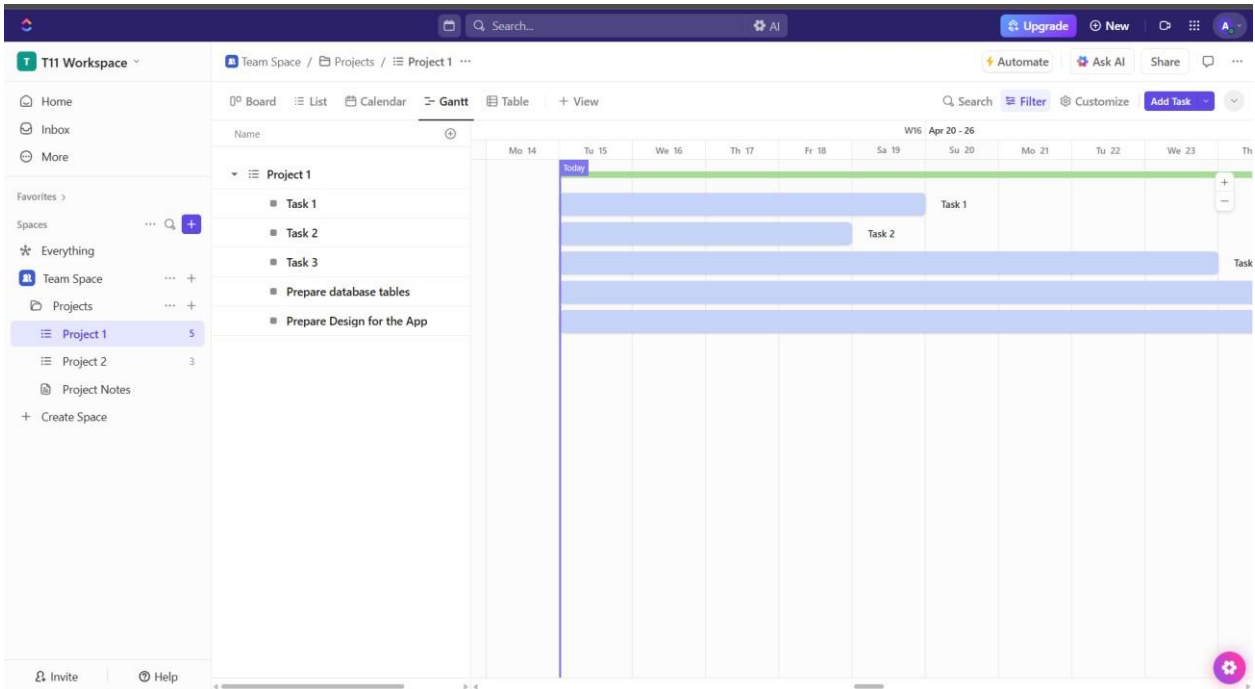 Search...
AI
Upgrade
New
A
T T11 Workspace
Team Space / Projects / Project 1 ...
Automate
Ask AI
Share
Home
Inbox
More
Favorites >
Spaces
Everything
Team Space
Projects
Project 1 5
Project 2 3
Project Notes
+ Create Space
Invite
Help
Board
List
Calendar
Gantt
Table
+ View
Search
Filter
Customize
Add Task
Name
W16 Apr 20 - 26
Mo 14 Tu 15 We 16 Th 17 Fr 18 Sa 19 Su 20 Mo 21 Tu 22 We 23 Th
Today
Project 1
Task 1
Task 2
Task 3
Prepare database tables
Prepare Design for the App
Task 1
Task 2
Task